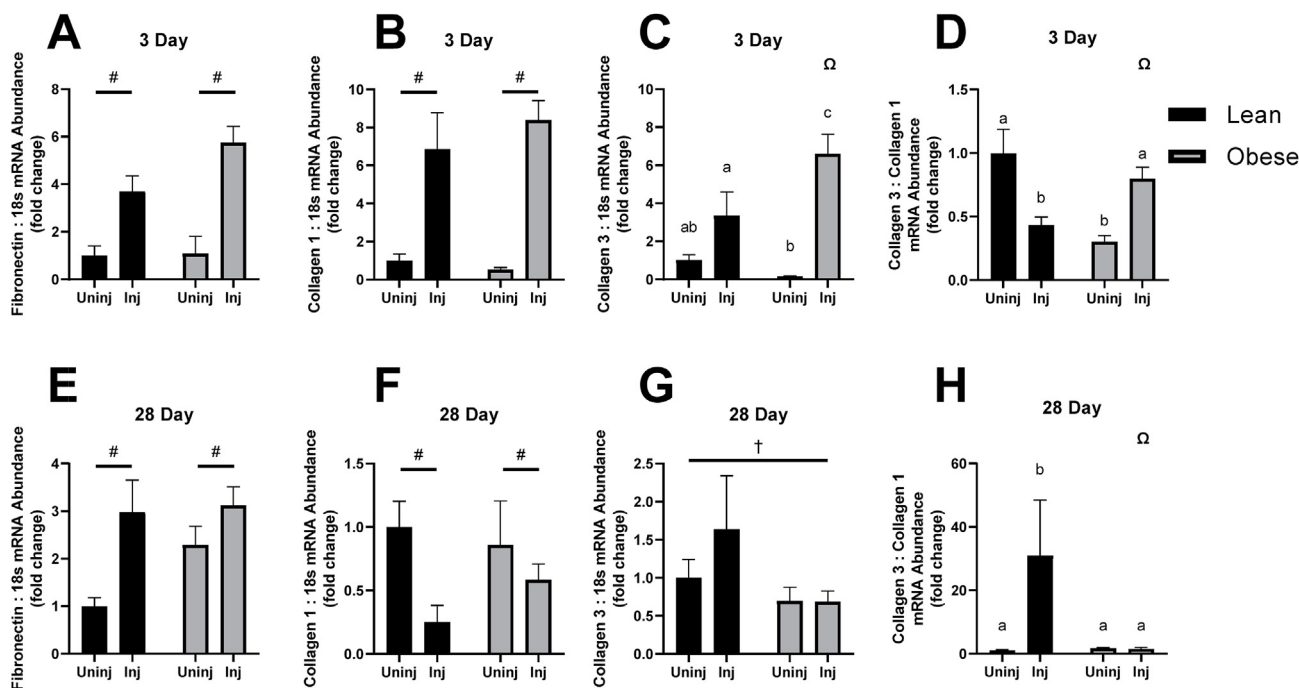 A
3 Day
Fibronectin : 18s mRNA Abundance
(fold change)
8
6
4
2
0
#
#
Uninj Inj Uninj Inj
B
3 Day
Collagen 1 : 18s mRNA Abundance
(fold change)
10
8
6
4
2
0
#
#
Uninj Inj Uninj Inj
C
3 Day
Collagen 3 : 18s mRNA Abundance
(fold change)
10
8
6
4
2
0
Ω
ab
a
b
c
Uninj Inj Uninj Inj
D
3 Day
Collagen 3 : Collagen 1
mRNA Abundance
(fold change)
1.5
1.0
0.5
0.0
Ω
a
b
b
a
Uninj Inj Uninj Inj
Lean
Obese
E
28 Day
Fibronectin : 18s mRNA Abundance
(fold change)
4
3
2
1
0
#
#
Uninj Inj Uninj Inj
F
28 Day
Collagen 1 : 18s mRNA Abundance
(fold change)
1.5
1.0
0.5
0.0
#
#
Uninj Inj Uninj Inj
G
28 Day
Collagen 3 : 18s mRNA Abundance
(fold change)
2.5
2.0
1.5
1.0
0.5
0.0
†
Uninj Inj Uninj Inj
H
28 Day
Collagen 3 : Collagen 1
mRNA Abundance
(fold change)
60
40
20
0
Ω
a
b
a
a
Uninj Inj Uninj Inj